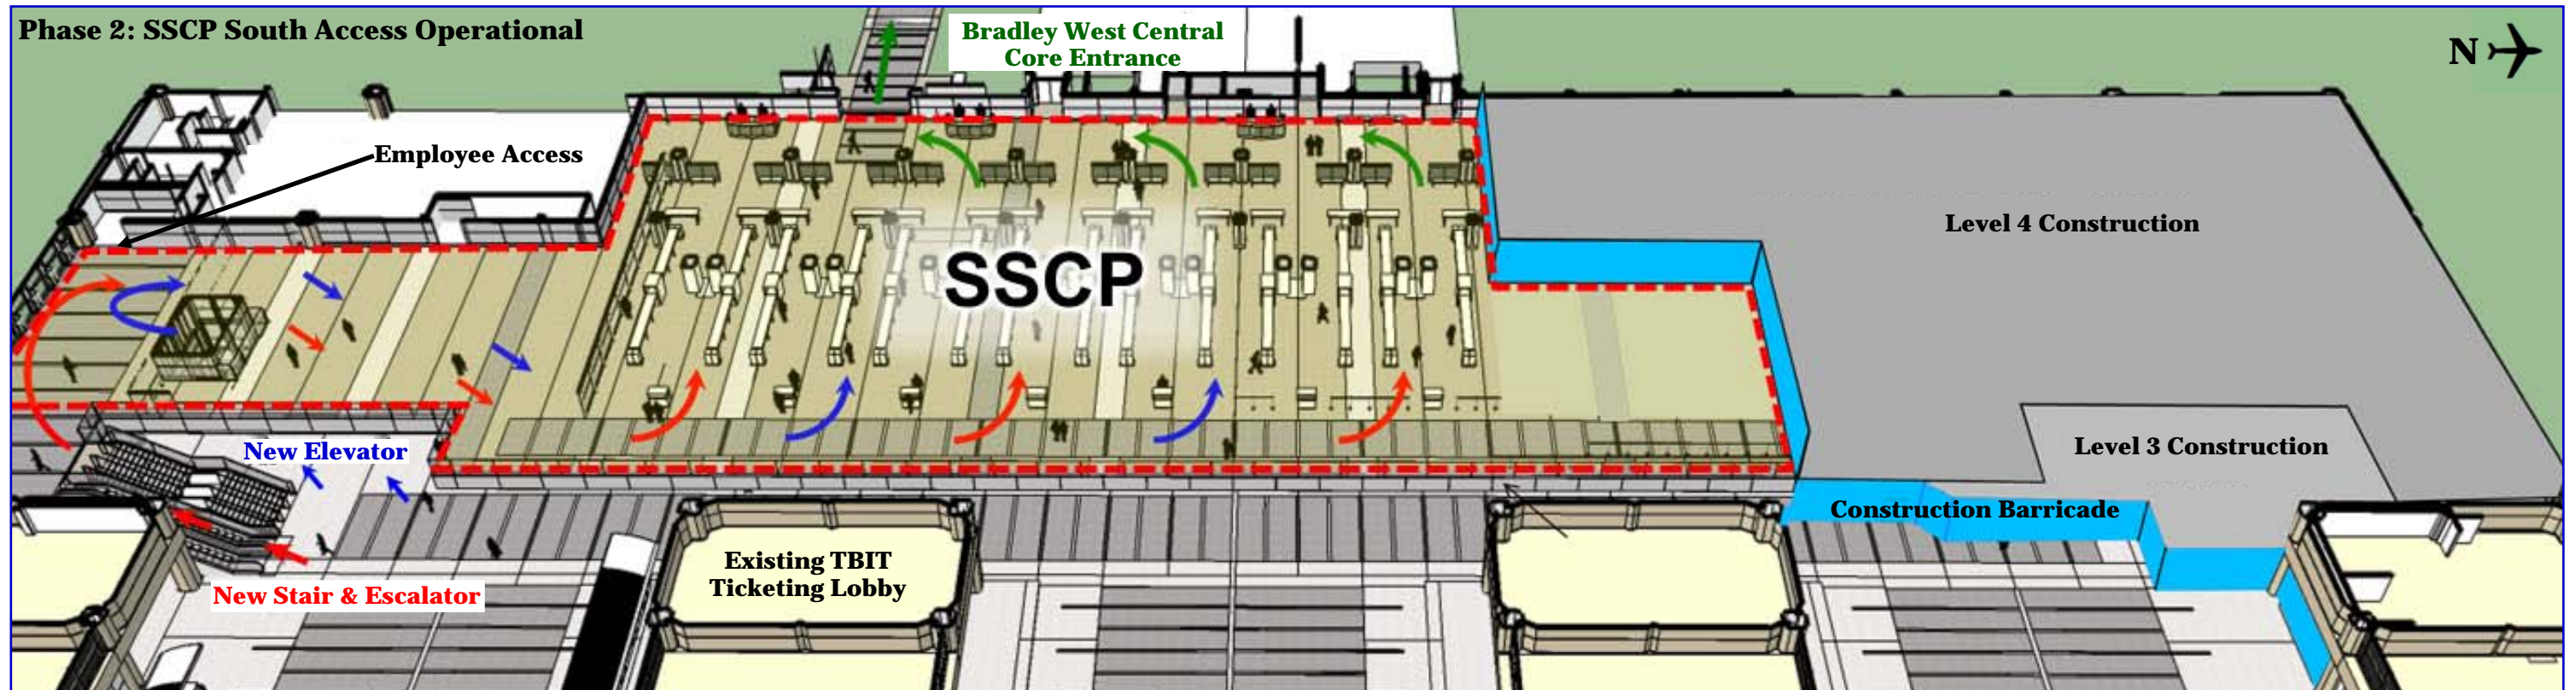 Phase 2: SSCP South Access Operational
Bradley West Central
Core Entrance
N
Employee Access
Level 4 Construction
SSCP
New Elevator
Level 3 Construction
Construction Barricade
Existing TBIT
Ticketing Lobby
New Stair & Escalator